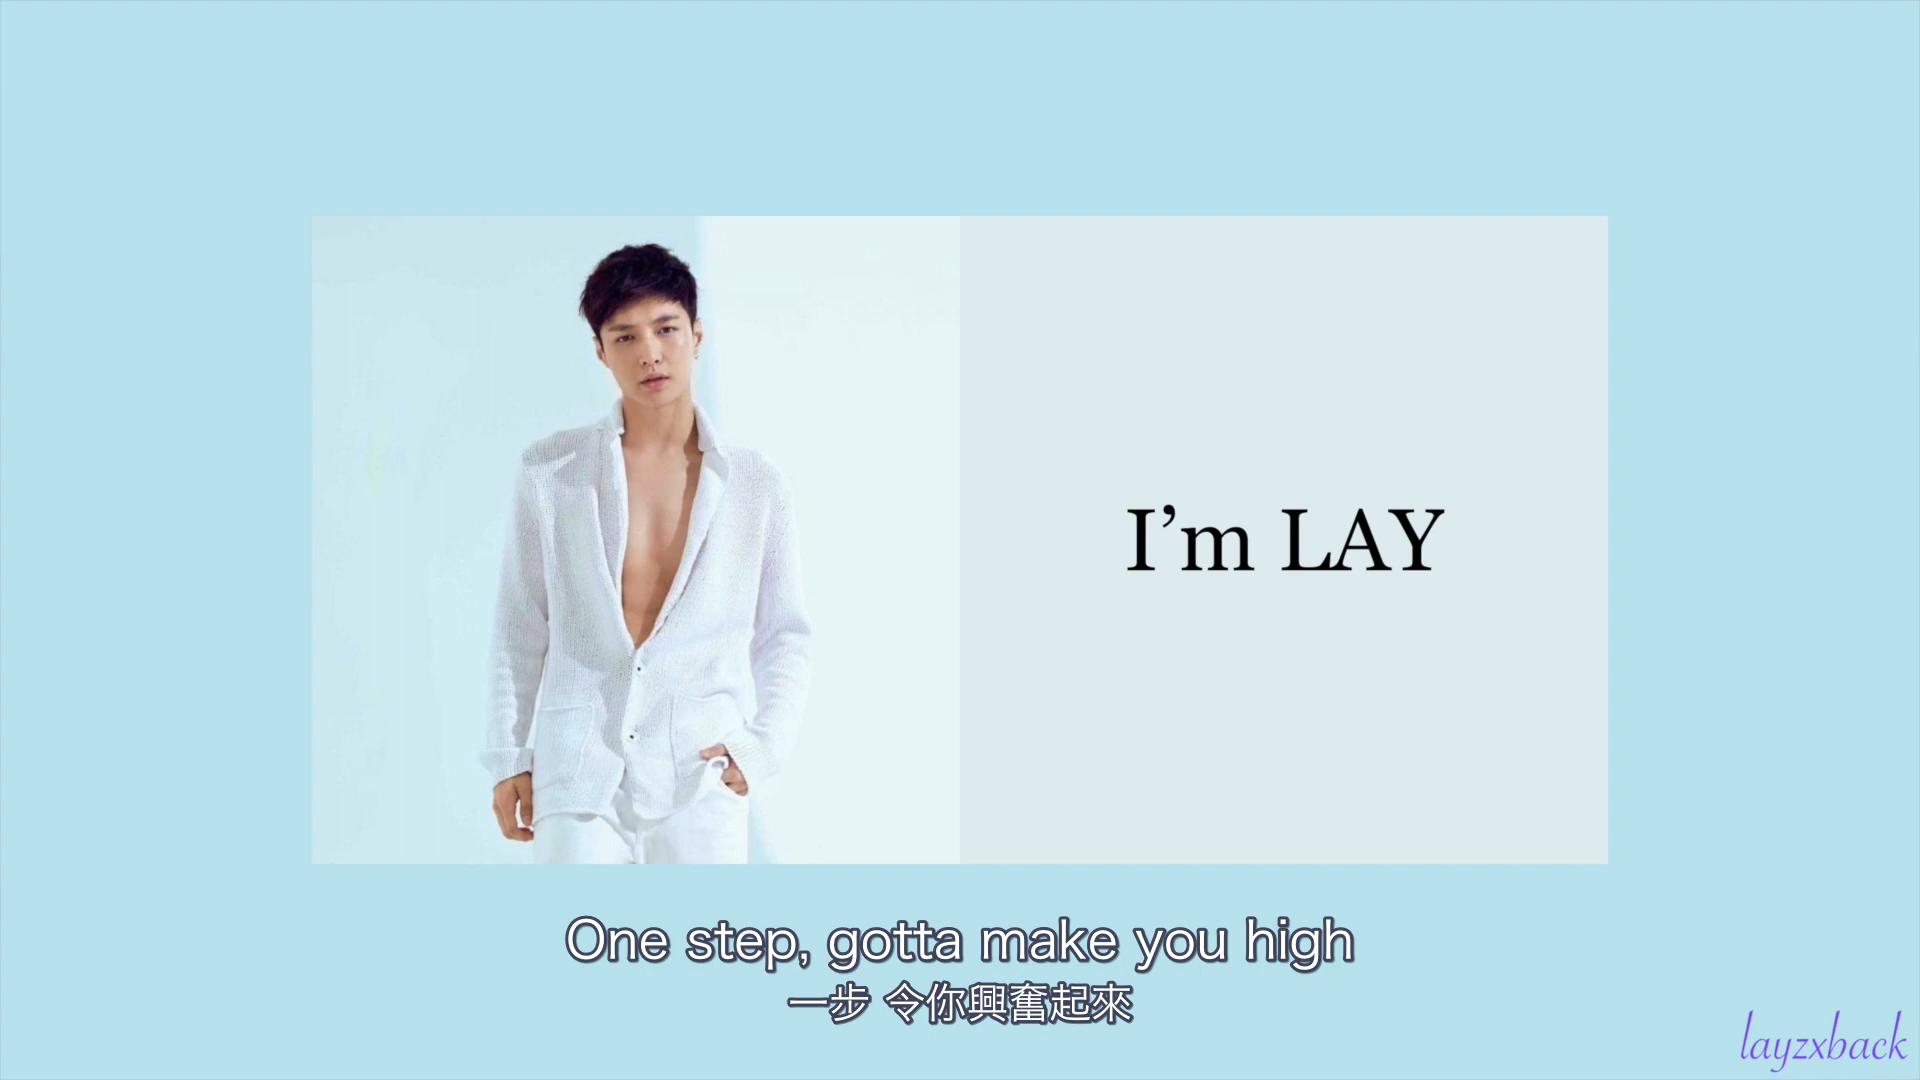 I’m LAY
One step, gotta make you high
一步 令你興奮起來
layzxback